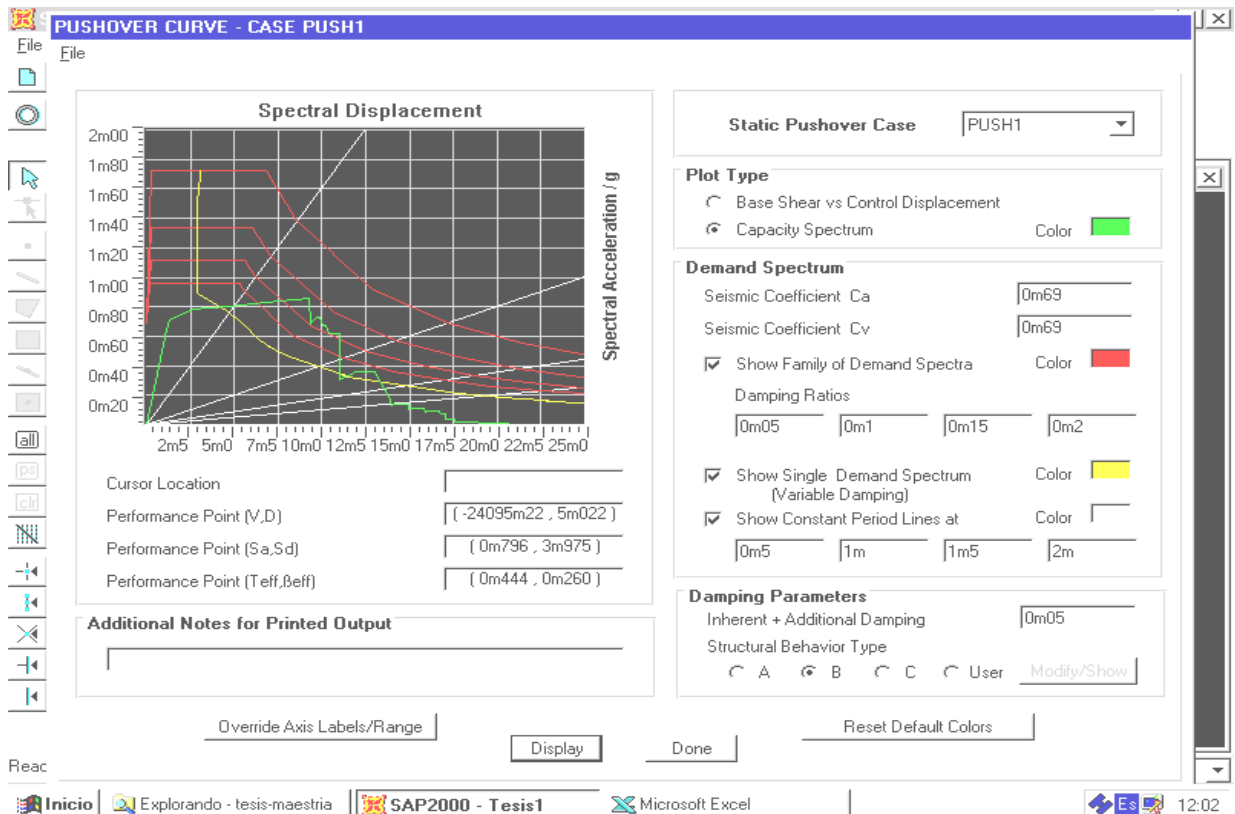 PUSHOVER CURVE - CASE PUSH1
File
File
Spectral Displacement
2m00
1m80
1m60
1m40
1m20
1m00
0m80
0m60
0m40
0m20
2m5 5m0 7m5 10m0 12m5 15m0 17m5 20m0 22m5 25m0
Spectral Acceleration / g
Cursor Location
Performance Point (V,D) ( -24095m22 , 5m022 )
Performance Point (Sa,Sd) ( 0m796 , 3m975 )
Performance Point (Teff,βeff) ( 0m444 , 0m260 )
Additional Notes for Printed Output
Static Pushover Case PUSH1
Plot Type
Base Shear vs Control Displacement
Capacity Spectrum Color
Demand Spectrum
Seismic Coefficient Ca 0m69
Seismic Coefficient Cv 0m69
Show Family of Demand Spectra Color
Damping Ratios
0m05 0m1 0m15 0m2
Show Single Demand Spectrum Color
(Variable Damping)
Show Constant Period Lines at Color
0m5 1m 1m5 2m
Damping Parameters
Inherent + Additional Damping 0m05
Structural Behavior Type
A B C User Modify/Show
Override Axis Labels/Range
Reset Default Colors
Display Done
all
ps
clr
Reac
Inicio Explorando - tesis-maestria SAP2000 - Tesis1 Microsoft Excel Es 12:02